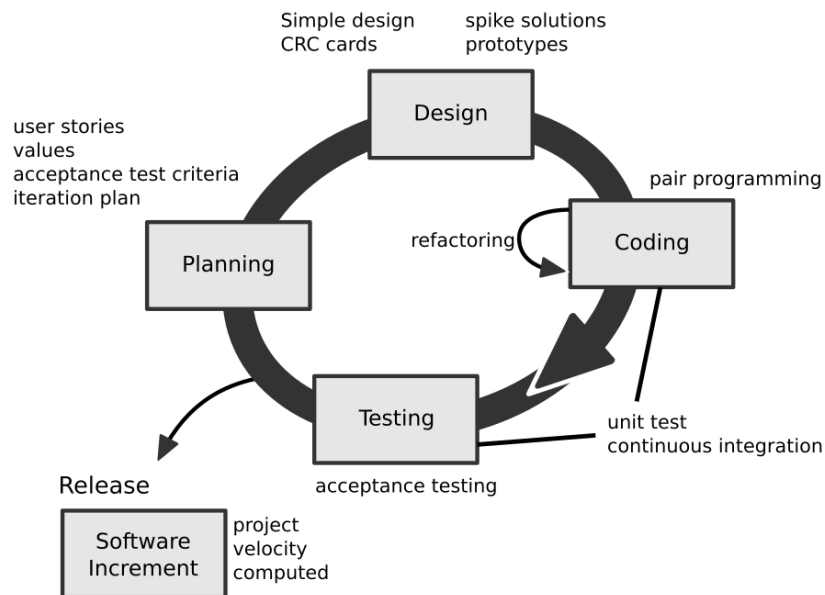 Simple design
CRC cards
spike solutions
prototypes
Design
user stories
values
acceptance test criteria
iteration plan
pair programming
Planning
refactoring
Coding
Testing
unit test
continuous integration
acceptance testing
Release
Software
Increment
project
velocity
computed